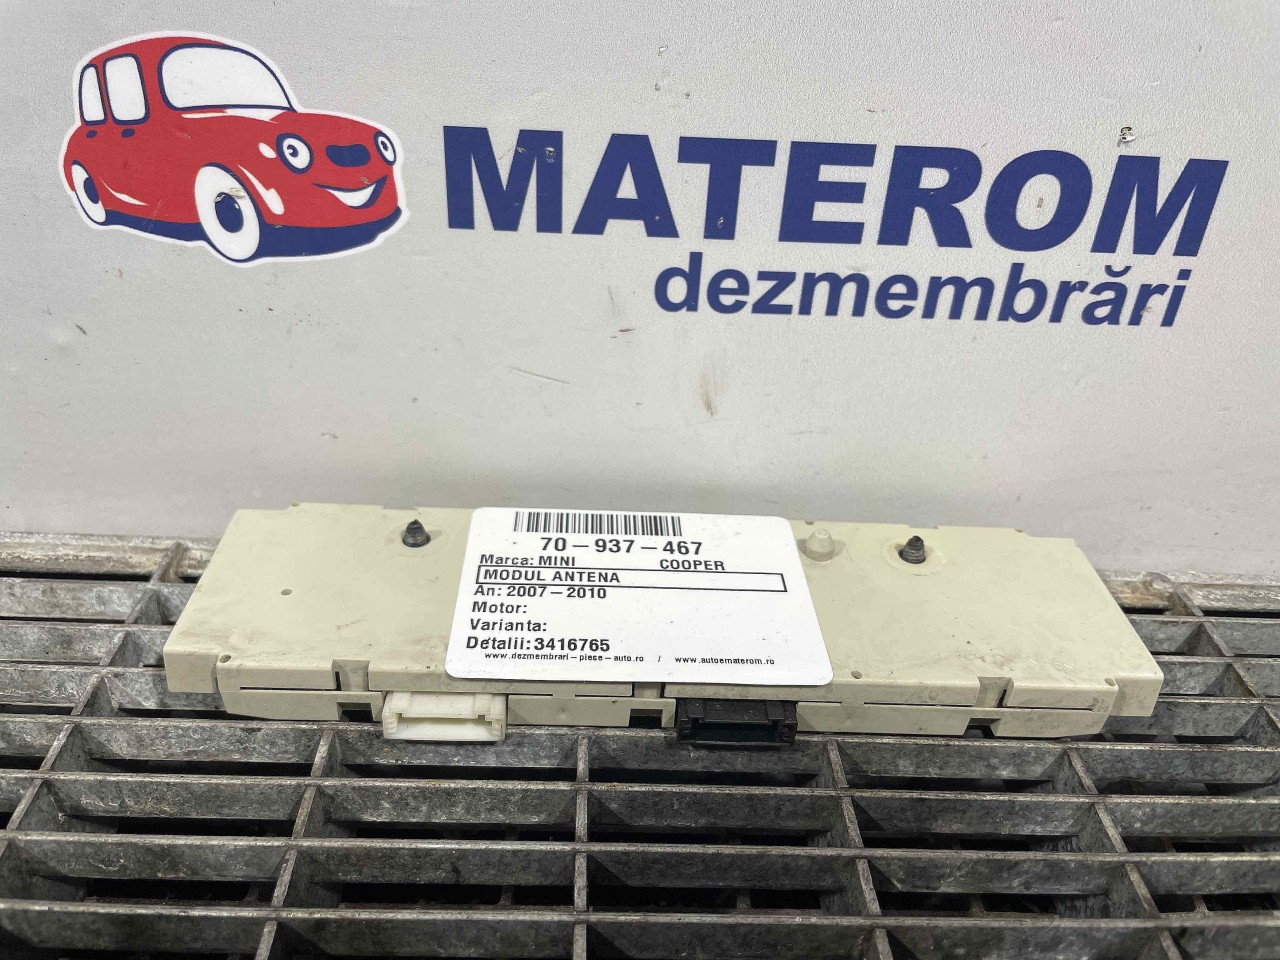 MATEROM
dezmembrări
70-937-467
Marca: MINI COOPER
MODUL ANTENA
An: 2007-2010
Motor:
Varianta:
Detalii: 3416765
www.dezmembrari-piese-auto.ro / www.autoematerom.ro